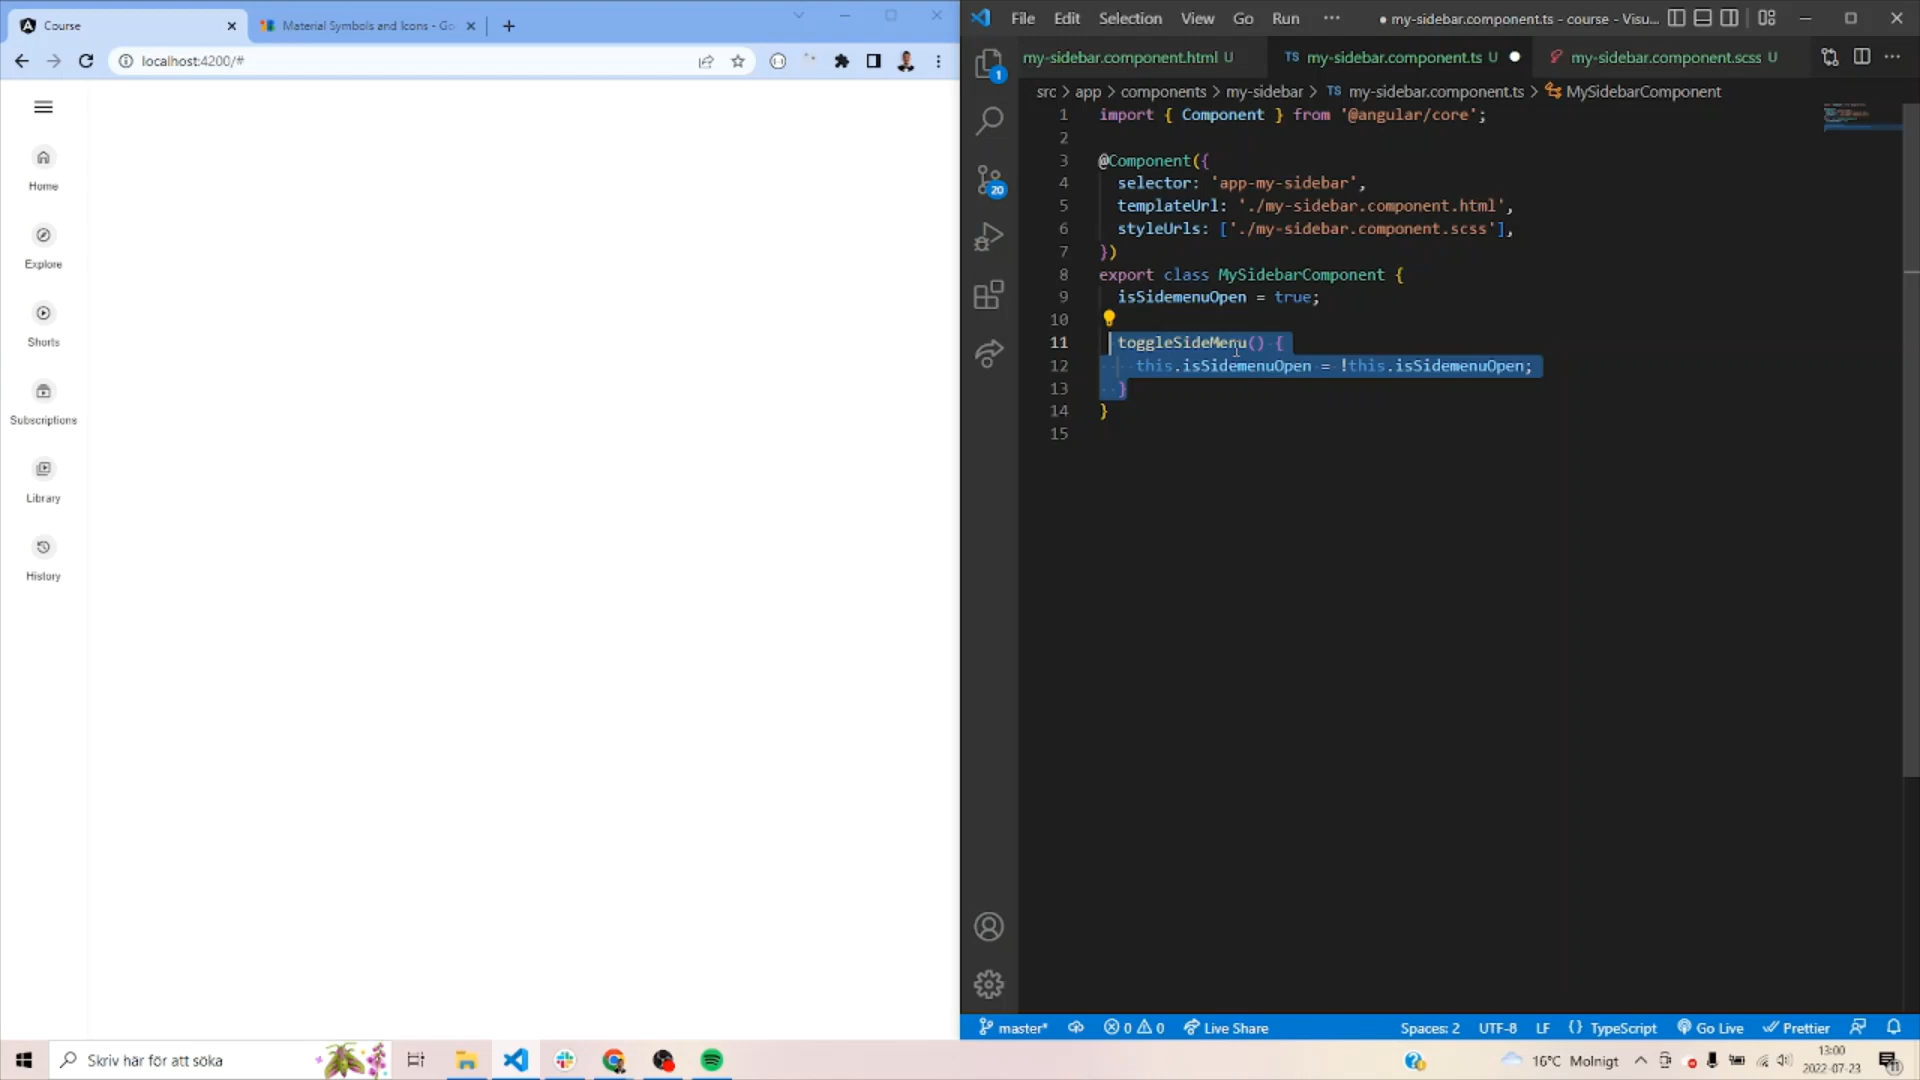 Course
Material Symbols and Icons - Go
localhost:4200/#
Home
Explore
Shorts
Subscriptions
Library
History
File Edit Selection View Go Run ··· ● my-sidebar.component.ts - course - Visu...
my-sidebar.component.html U
TS my-sidebar.component.ts U
my-sidebar.component.scss U
src > app > components > my-sidebar > TS my-sidebar.component.ts > MySidebarComponent
1 import { Component } from '@angular/core';
2
3 @Component({
4 selector: 'app-my-sidebar',
5 templateUrl: './my-sidebar.component.html',
6 styleUrls: ['./my-sidebar.component.scss'],
7 })
8 export class MySidebarComponent {
9 isSidemenuOpen = true;
10
11 toggleSideMenu() {
12 this.isSidemenuOpen = !this.isSidemenuOpen;
13 }
14 }
15
1
20
master* 0 0 Live Share Spaces: 2 UTF-8 LF {} TypeScript Go Live Prettier
Skriv här för att söka
16°C Molnigt
13:00
2022-07-23
11